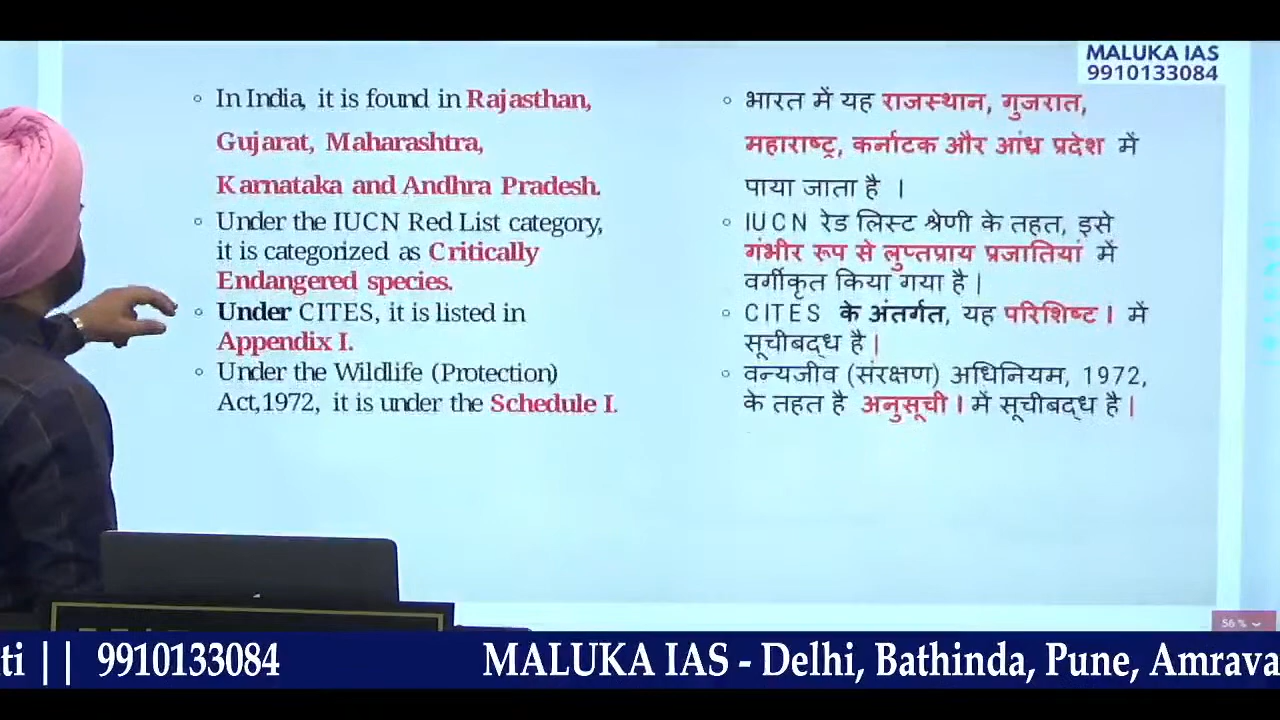 MALUKA IAS
9910133084
◦ In India, it is found in Rajasthan,
Gujarat, Maharashtra,
Karnataka and Andhra Pradesh.
◦ Under the IUCN Red List category,
it is categorized as Critically
Endangered species.
◦ Under CITES, it is listed in
Appendix I.
◦ Under the Wildlife (Protection)
Act,1972, it is under the Schedule I.
◦ भारत में यह राजस्थान, गुजरात,
महाराष्ट्र, कर्नाटक और आंध्र प्रदेश में
पाया जाता है ।
◦ IUCN रेड लिस्ट श्रेणी के तहत, इसे
गंभीर रूप से लुप्तप्राय प्रजातियां में
वर्गीकृत किया गया है।
◦ CITES के अंतर्गत, यह परिशिष्ट I में
सूचीबद्ध है|
◦ वन्यजीव (संरक्षण) अधिनियम, 1972,
के तहत है अनुसूची I में सूचीबद्ध है|
56 %
ti || 9910133084 MALUKA IAS - Delhi, Bathinda, Pune, Amrava